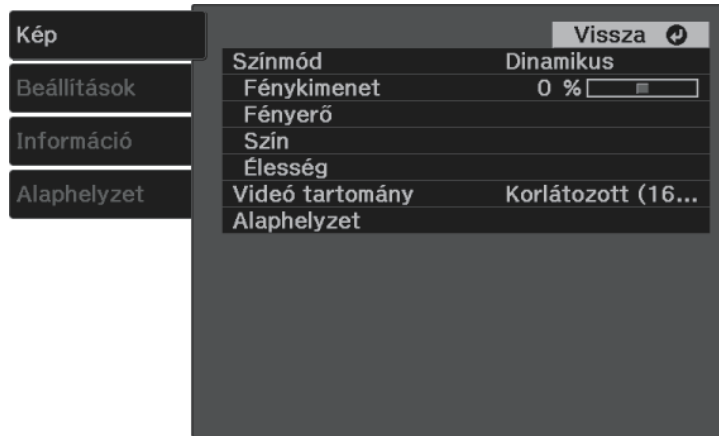 Kép
Beállítások
Információ
Alaphelyzet
Vissza
Színmód Dinamikus
Fénykimenet 0 %
Fényerő
Szín
Élesség
Videó tartomány Korlátozott (16...
Alaphelyzet